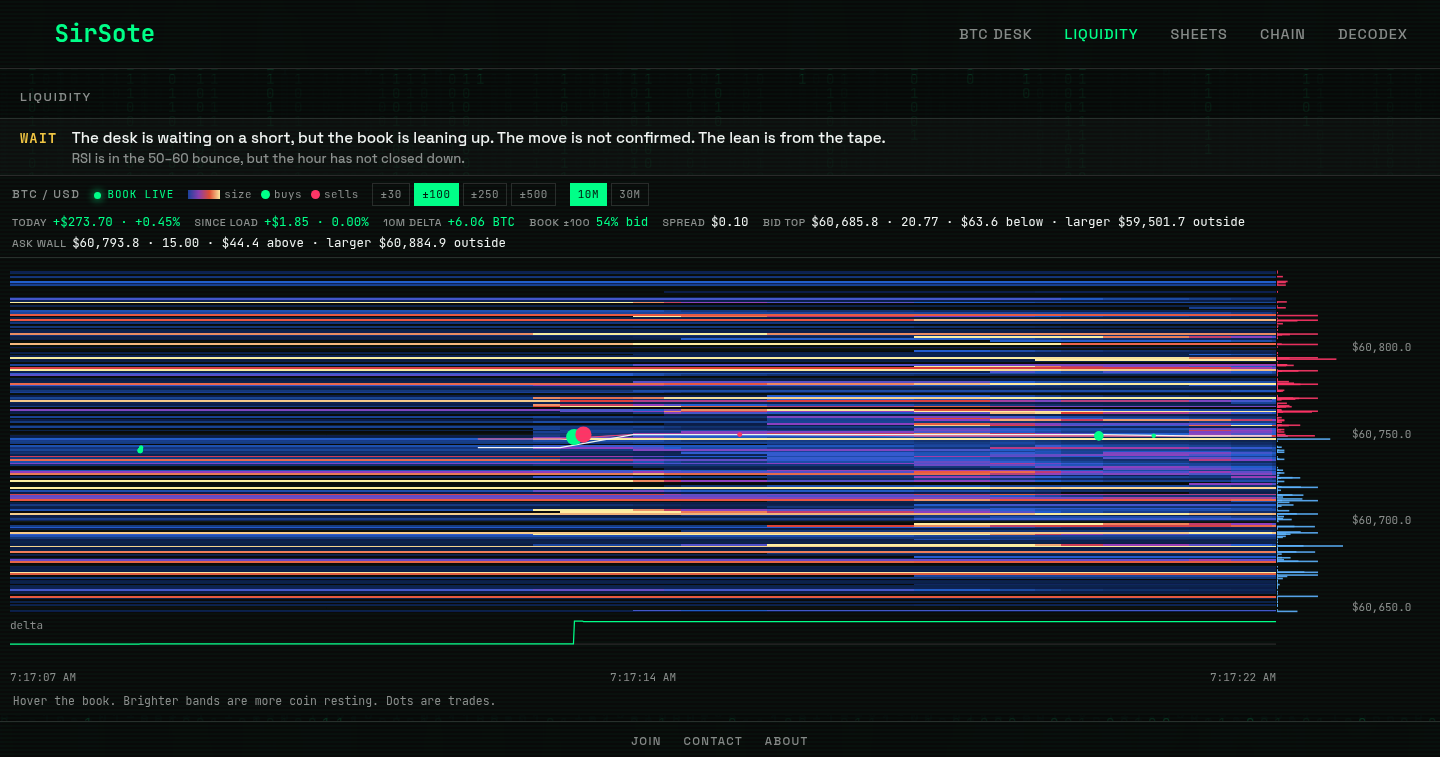 SirSote
BTC DESK LIQUIDITY SHEETS CHAIN DECODEX
LIQUIDITY
WAIT The desk is waiting on a short, but the book is leaning up. The move is not confirmed. The lean is from the tape.
RSI is in the 50–60 bounce, but the hour has not closed down.
BTC / USD BOOK LIVE size buys sells ±30 ±100 ±250 ±500 10M 30M
TODAY +$273.70 · +0.45% SINCE LOAD +$1.85 · 0.00% 10M DELTA +6.06 BTC BOOK ±100 54% bid SPREAD $0.10 BID TOP $60,685.8 · 20.77 · $63.6 below · larger $59,501.7 outside
ASK WALL $60,793.8 · 15.00 · $44.4 above · larger $60,884.9 outside
$60,800.0
$60,750.0
$60,700.0
$60,650.0
delta
7:17:07 AM 7:17:14 AM 7:17:22 AM
Hover the book. Brighter bands are more coin resting. Dots are trades.
JOIN CONTACT ABOUT